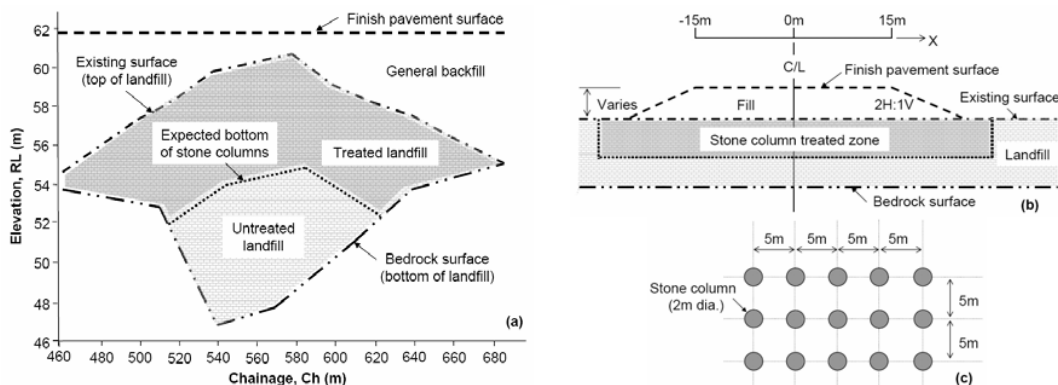 62
60
58
56
54
52
50
48
46
Elevation, RL (m)
Finish pavement surface
Existing surface
(top of landfill)
General backfill
Expected bottom
of stone columns
Treated landfill
Untreated
landfill
Bedrock surface
(bottom of landfill)
(a)
460 480 500 520 540 560 580 600 620 640 660 680
Chainage, Ch (m)
-15m 0m 15m
X
C/L
Finish pavement surface
Existing surface
Varies
Fill
2H:1V
Stone column treated zone
Landfill
Bedrock surface
(b)
5m 5m 5m 5m
Stone column
(2m dia.)
5m
5m
(c)